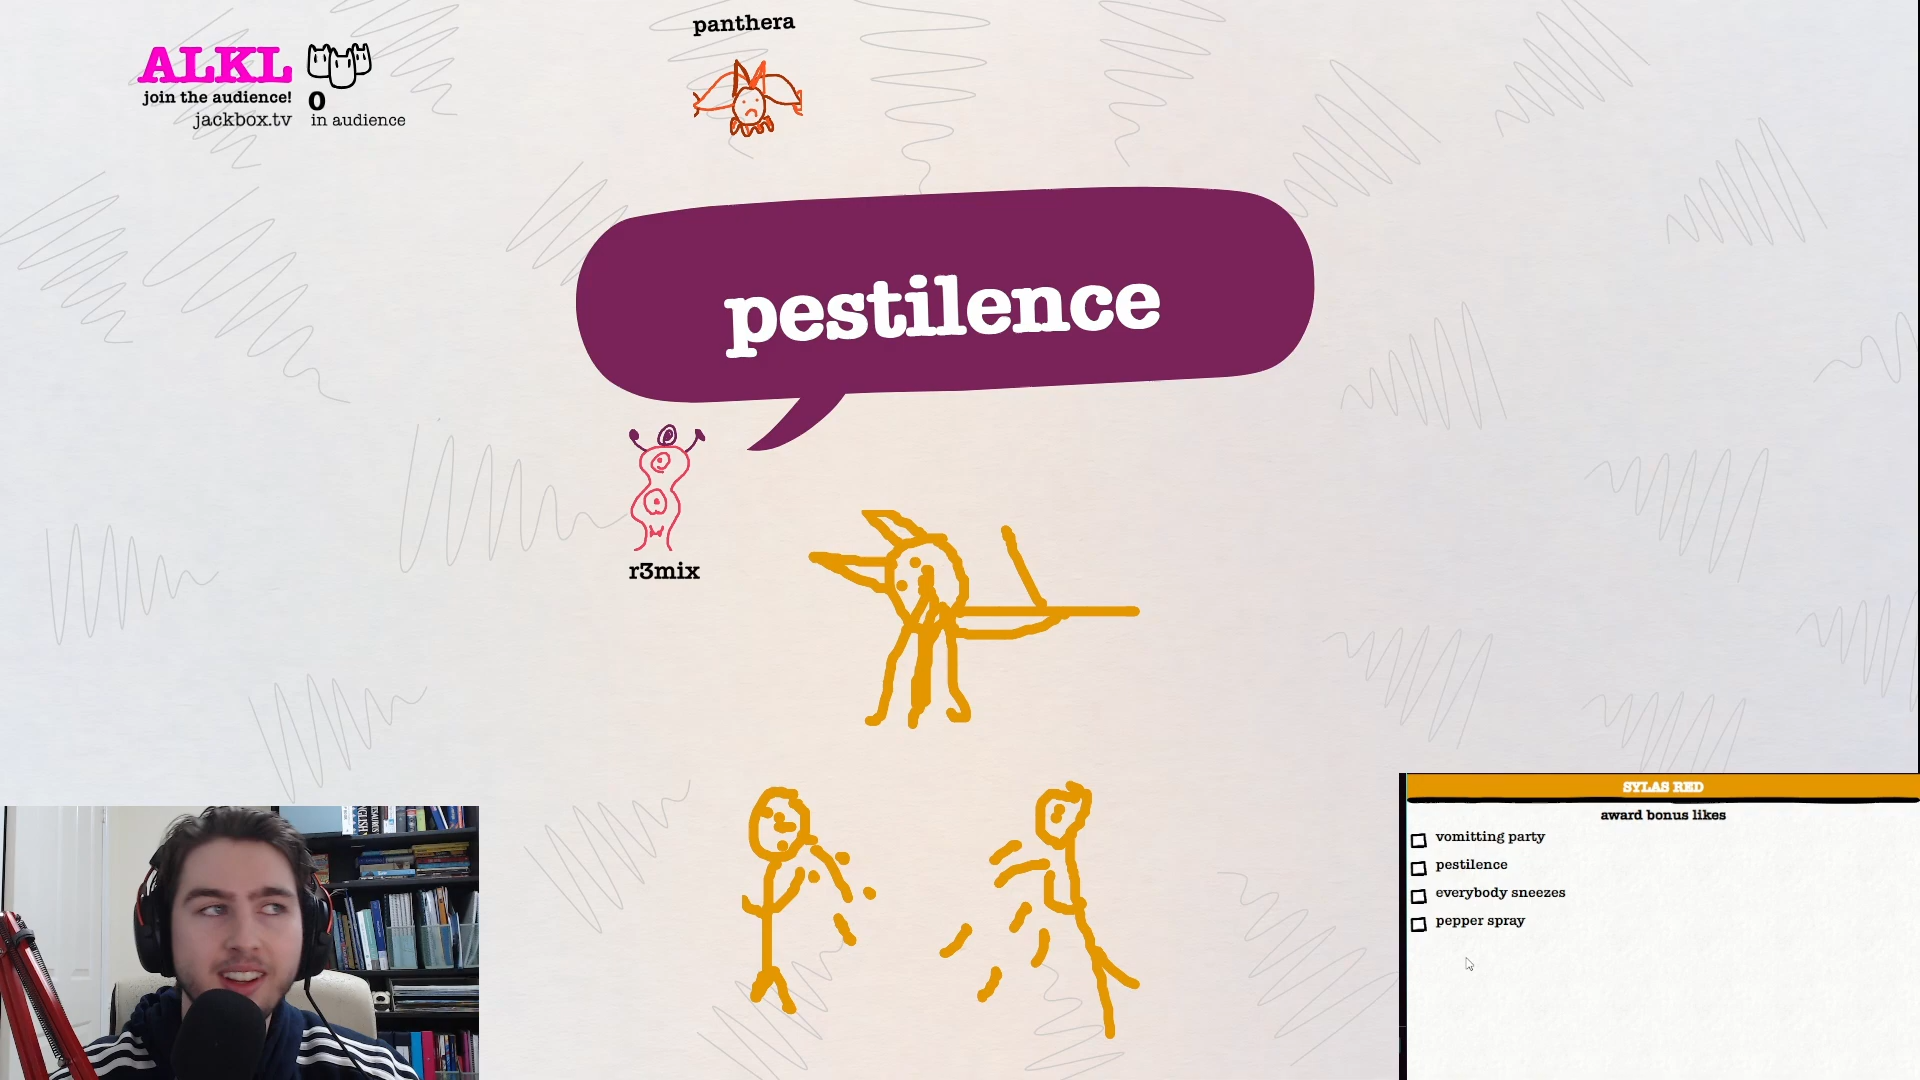 panthera
ALKL
join the audience!
jackbox.tv
0
in audience
pestilence
r3mix
SYLAS RED
award bonus likes
vomitting party
pestilence
everybody sneezes
pepper spray